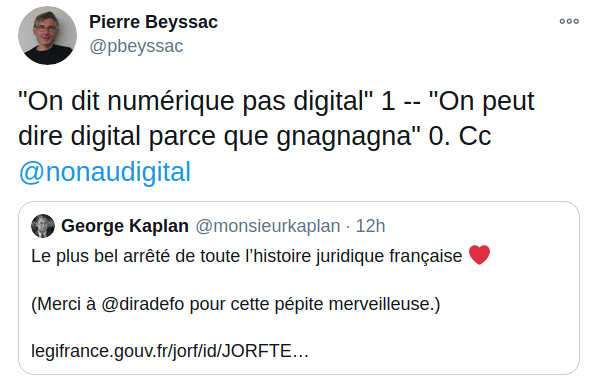 Pierre Beyssac
@pbeyssac
"On dit numérique pas digital" 1 -- "On peut
dire digital parce que gnagnagna" 0. Cc
@nonaudigital
George Kaplan @monsieurkaplan · 12h
Le plus bel arrêté de toute l’histoire juridique française ❤️
(Merci à @diradefo pour cette pépite merveilleuse.)
legifrance.gouv.fr/jorf/id/JORFTE…